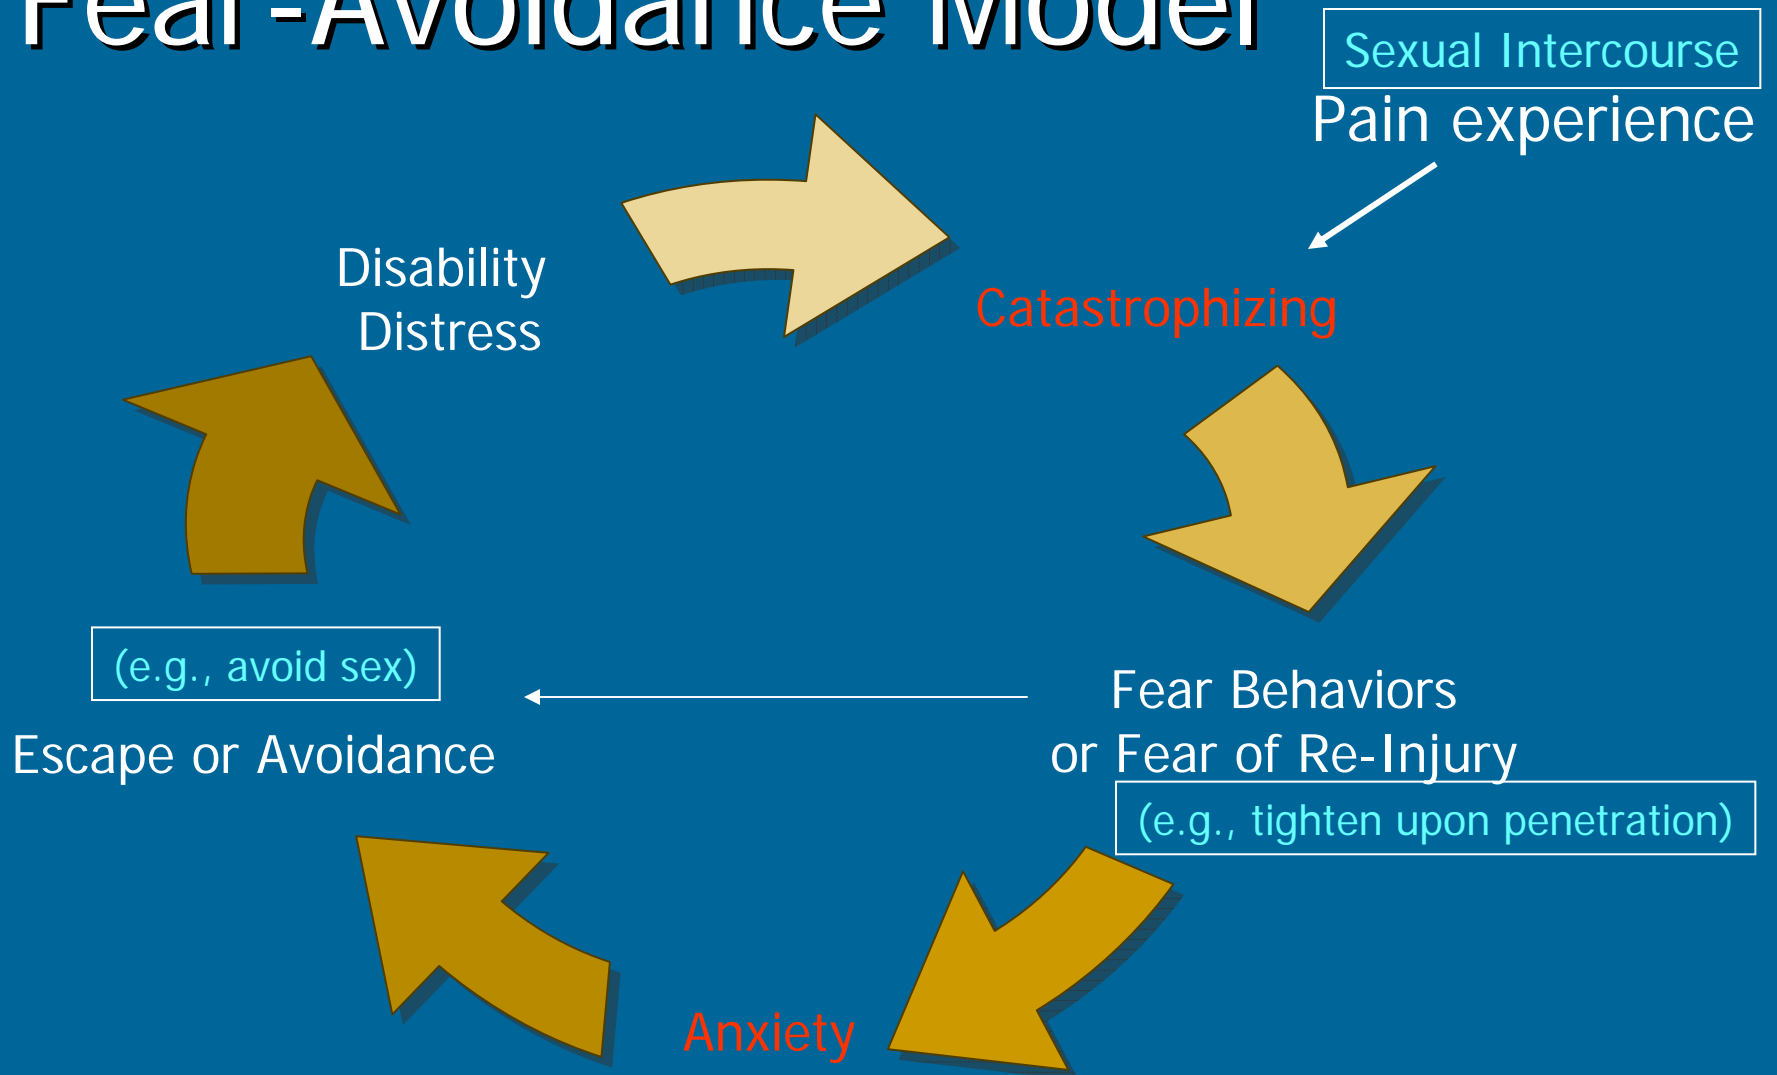 Fear-Avoidance Model
Sexual Intercourse
Pain experience
Disability
Distress
Catastrophizing
(e.g., avoid sex)
Escape or Avoidance
Fear Behaviors
or Fear of Re-Injury
(e.g., tighten upon penetration)
Anxiety